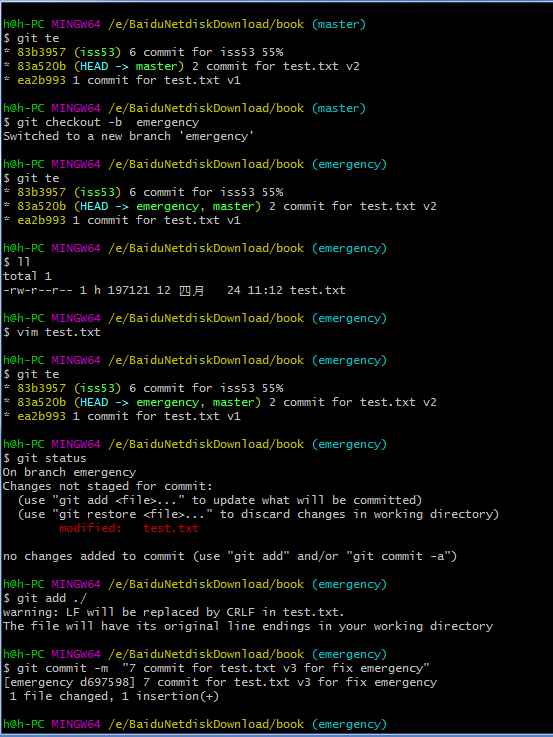 h@h-PC MINGW64 /e/BaiduNetdiskDownload/book (master)
$ git te
* 83b3957 (iss53) 6 commit for iss53 55%
* 83a520b (HEAD -> master) 2 commit for test.txt v2
* ea2b993 1 commit for test.txt v1
h@h-PC MINGW64 /e/BaiduNetdiskDownload/book (master)
$ git checkout -b  emergency
Switched to a new branch 'emergency'
h@h-PC MINGW64 /e/BaiduNetdiskDownload/book (emergency)
$ git te
* 83b3957 (iss53) 6 commit for iss53 55%
* 83a520b (HEAD -> emergency, master) 2 commit for test.txt v2
* ea2b993 1 commit for test.txt v1
h@h-PC MINGW64 /e/BaiduNetdiskDownload/book (emergency)
$ ll
total 1
-rw-r--r-- 1 h 197121 12 四月   24 11:12 test.txt
h@h-PC MINGW64 /e/BaiduNetdiskDownload/book (emergency)
$ vim test.txt
h@h-PC MINGW64 /e/BaiduNetdiskDownload/book (emergency)
$ git te
* 83b3957 (iss53) 6 commit for iss53 55%
* 83a520b (HEAD -> emergency, master) 2 commit for test.txt v2
* ea2b993 1 commit for test.txt v1
h@h-PC MINGW64 /e/BaiduNetdiskDownload/book (emergency)
$ git status
On branch emergency
Changes not staged for commit:
  (use "git add <file>..." to update what will be committed)
  (use "git restore <file>..." to discard changes in working directory)
        modified:   test.txt
no changes added to commit (use "git add" and/or "git commit -a")
h@h-PC MINGW64 /e/BaiduNetdiskDownload/book (emergency)
$ git add ./
warning: LF will be replaced by CRLF in test.txt.
The file will have its original line endings in your working directory
h@h-PC MINGW64 /e/BaiduNetdiskDownload/book (emergency)
$ git commit -m  "7 commit for test.txt v3 for fix emergency"
[emergency d697598] 7 commit for test.txt v3 for fix emergency
 1 file changed, 1 insertion(+)
h@h-PC MINGW64 /e/BaiduNetdiskDownload/book (emergency)